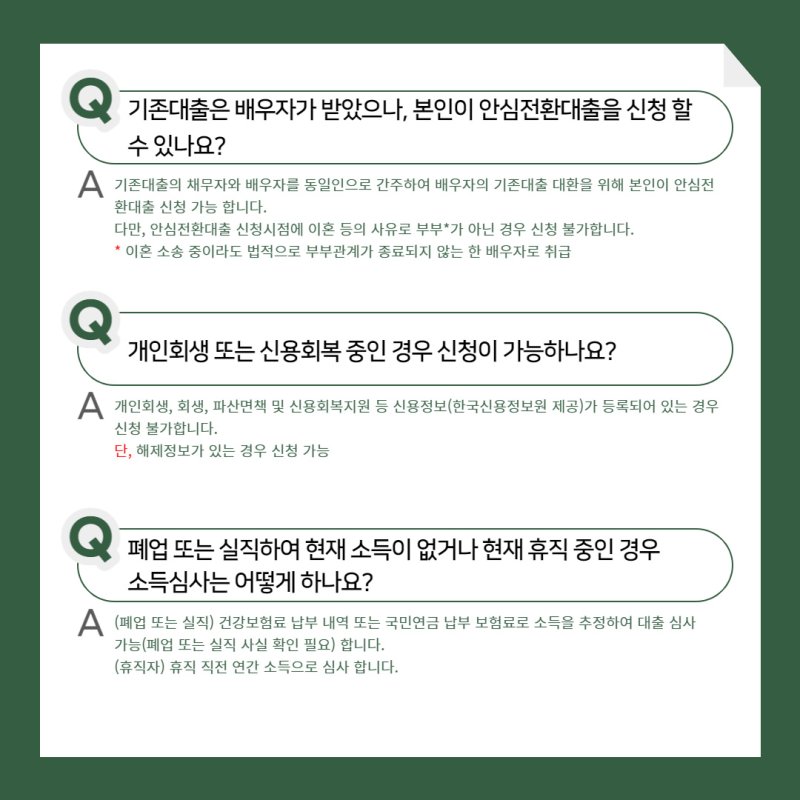 Q
기존대출은 배우자가 받았으나, 본인이 안심전환대출을 신청 할
수 있나요?
A
기존대출의 채무자와 배우자를 동일인으로 간주하여 배우자의 기존대출 대환을 위해 본인이 안심전
환대출 신청 가능 합니다.
다만, 안심전환대출 신청시점에 이혼 등의 사유로 부부*가 아닌 경우 신청 불가합니다.
* 이혼 소송 중이라도 법적으로 부부관계가 종료되지 않는 한 배우자로 취급
Q
개인회생 또는 신용회복 중인 경우 신청이 가능하나요?
A
개인회생, 회생, 파산면책 및 신용회복지원 등 신용정보(한국신용정보원 제공)가 등록되어 있는 경우
신청 불가합니다.
단, 해제정보가 있는 경우 신청 가능
Q
폐업 또는 실직하여 현재 소득이 없거나 현재 휴직 중인 경우
소득심사는 어떻게 하나요?
A
(폐업 또는 실직) 건강보험료 납부 내역 또는 국민연금 납부 보험료로 소득을 추정하여 대출 심사
가능(폐업 또는 실직 사실 확인 필요) 합니다.
(휴직자) 휴직 직전 연간 소득으로 심사 합니다.